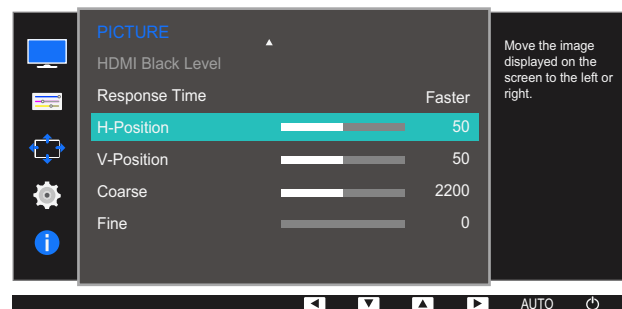 PICTURE
HDMI Black Level
Response Time Faster
H-Position 50
V-Position 50
Coarse 2200
Fine 0
Move the image
displayed on the
screen to the left or
right.
AUTO